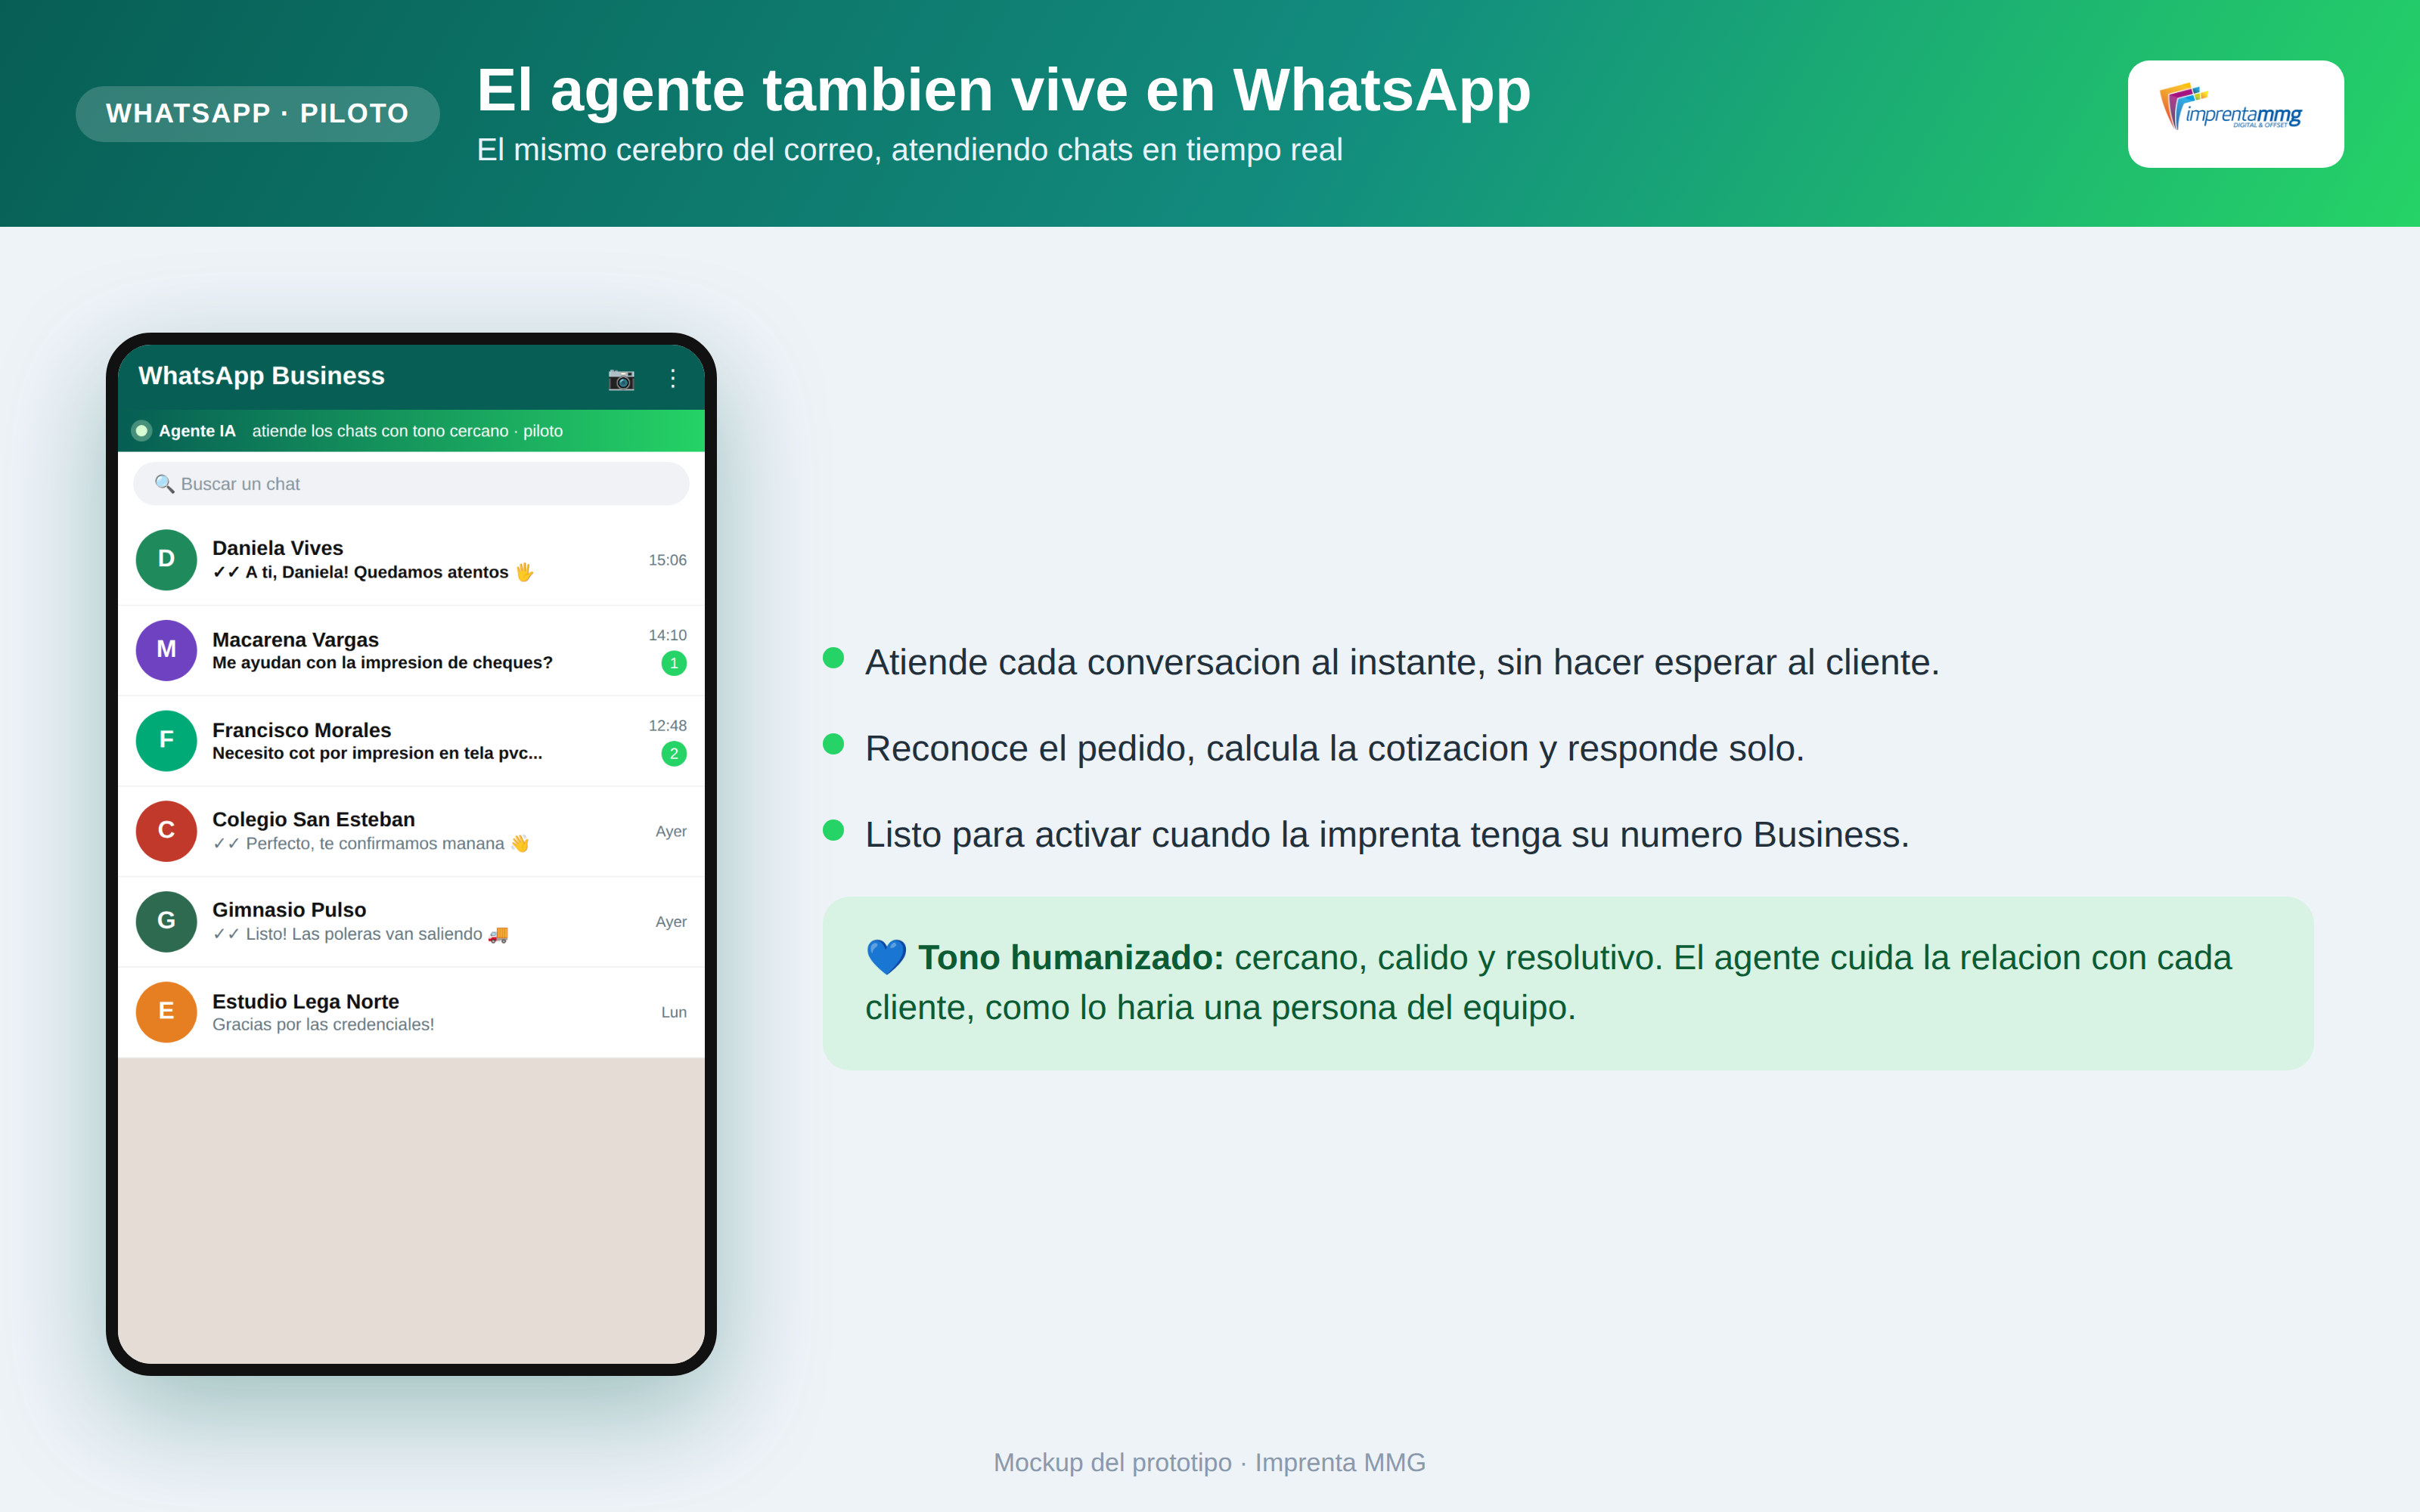 WHATSAPP · PILOTO
El agente tambien vive en WhatsApp
El mismo cerebro del correo, atendiendo chats en tiempo real
imprentammg
DIGITAL & OFFSET
WhatsApp Business
Agente IA atiende los chats con tono cercano · piloto
🔍 Buscar un chat
D
Daniela Vives
✓✓ A ti, Daniela! Quedamos atentos 🖐
15:06
M
Macarena Vargas
Me ayudan con la impresion de cheques?
14:10
1
F
Francisco Morales
Necesito cot por impresion en tela pvc...
12:48
2
C
Colegio San Esteban
✓✓ Perfecto, te confirmamos manana 👋
Ayer
G
Gimnasio Pulso
✓✓ Listo! Las poleras van saliendo 🚚
Ayer
E
Estudio Lega Norte
Gracias por las credenciales!
Lun
Atiende cada conversacion al instante, sin hacer esperar al cliente.
Reconoce el pedido, calcula la cotizacion y responde solo.
Listo para activar cuando la imprenta tenga su numero Business.
💙 Tono humanizado: cercano, calido y resolutivo. El agente cuida la relacion con cada
cliente, como lo haria una persona del equipo.
Mockup del prototipo · Imprenta MMG